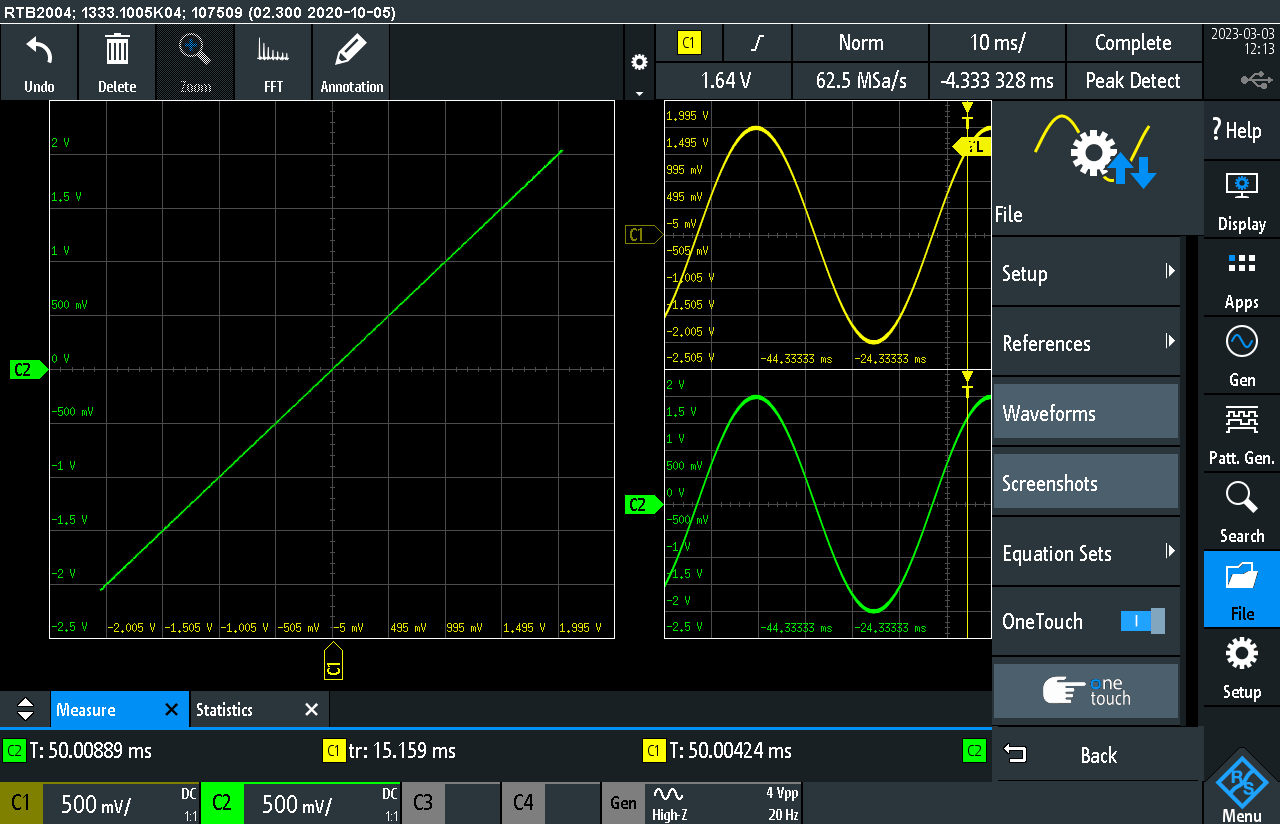 RTB2004; 1333.1005K04; 107509 (02.300 2020-10-05)
Undo
Delete
Zoom
FFT
Annotation
C1
Norm
10 ms/
Complete
2023-03-03
12:13
1.64 V
62.5 MSa/s
-4.333 328 ms
Peak Detect
2 V
1.5 V
1 V
500 mV
0 V
-500 mV
-1 V
-1.5 V
-2 V
-2.5 V
-2.005 V
-1.505 V
-1.005 V
-505 mV
-5 mV
495 mV
995 mV
1.495 V
1.995 V
C2
C1
1.995 V
1.495 V
995 mV
495 mV
-5 mV
-505 mV
-1.005 V
-1.505 V
-2.005 V
-2.505 V
-44.33333 ms
-24.33333 ms
T
TL
C1
2 V
1.5 V
1 V
500 mV
0 V
-500 mV
-1 V
-1.5 V
-2 V
-2.5 V
-44.33333 ms
-24.33333 ms
T
C2
File
Setup
References
Waveforms
Screenshots
Equation Sets
OneTouch
one
touch
Back
? Help
Display
Apps
Gen
Patt. Gen.
Search
File
Setup
R&S
Menu
Measure
Statistics
C2 T: 50.00889 ms
C1 tr: 15.159 ms
C1 T: 50.00424 ms
C2
C1
500 mV/
DC
1:1
C2
500 mV/
DC
1:1
C3
C4
Gen
High-Z
4 Vpp
20 Hz